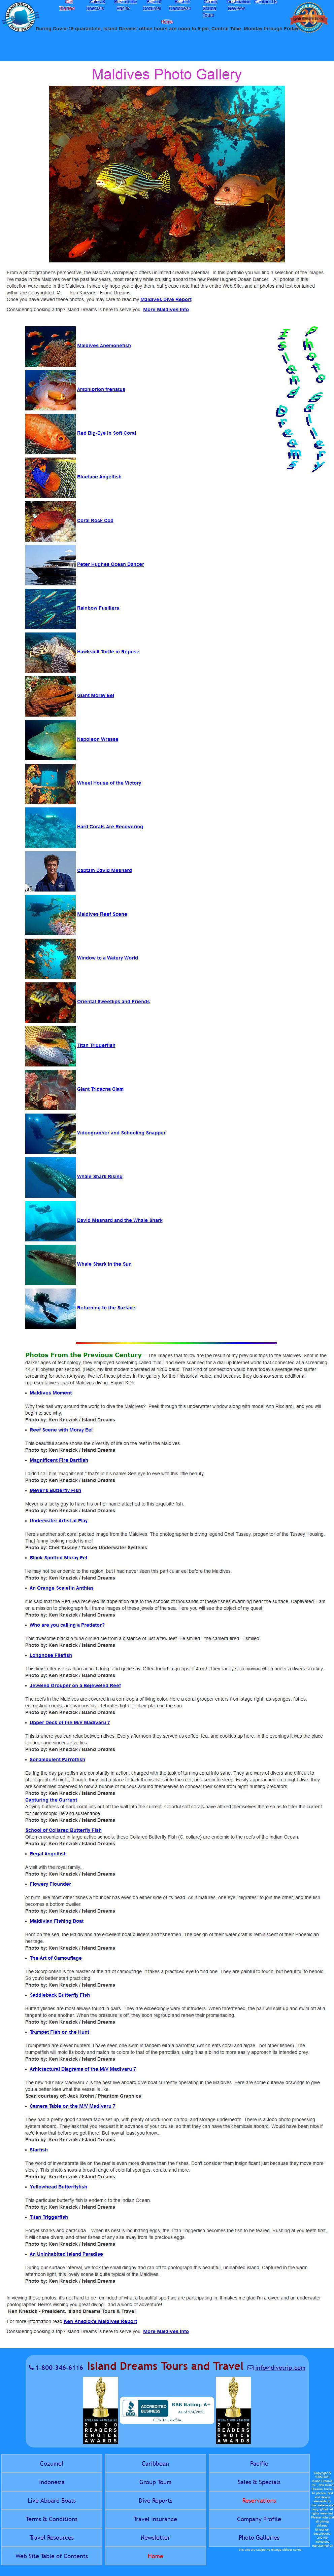 During Covid-19 quarantine, Island Dreams' office hours are noon to 5 pm, Central Time, Monday through Friday
Maldives Photo Gallery
From a photographer's perspective, the Maldives Archipelago offers unlimited creative potential. In this portfolio you will find a selection of the images
I've made in the Maldives over the past few years, most recently while cruising aboard the then brand new Peter Hughes Ocean Dancer! All photos in this
collection were made in the Maldives. I sincerely hope you enjoy them, but please realize that this entire Web Site, and all photos and text contained
within are Copyrighted. © Ken Knezick - Island Dreams
Once you have viewed these photos, you may care to read my Maldives Dive Report
Considering booking a trip? Island Dreams is here to serve you. More Maldives Info
Island Dreams
Photo Gallery
Maldives Anemonefish
Amphiprion frenatus
Red Big-Eye in Soft Coral
Blueface Angelfish
Coral Rock Cod
Peter Hughes Ocean Dancer
Rainbow Fusiliers
Hawksbill Turtle in Repose
Giant Moray Eel
Napoleon Wrasse
Wheel House of the Victory
Hard Corals Are Recovering
Captain David Mesnard
Maldives Reef Scene
Window to a Watery World
Oriental Sweetlips and Friends
Titan Triggerfish
Giant Tridacna Clam
Videographer and Schooling Snapper
Whale Shark Rising
David Mesnard and the Whale Shark
Whale Shark in the Sun
Returning to the Surface
Photos From the Previous Century -- The images that follow are the result of my previous trips to the Maldives. Shot in the
darker ages of technology, they employed something called "film," and were scanned for a dial-up internet method that connected at a screaming
14.4 kilobytes per second. (Heck, my first modem operated at 1200 baud. That kind of connection would have today's average web surfer
screaming for sedatives). I've left these photos in the gallery for their historical value, and because they do show some additional
representative views of Maldives diving. Enjoy! KDK
Maldives Moment
Why trek half way around the world to dive the Maldives? Peek through this underwater window along with model Anri Ricciardi, and you will
begin to see why.
Photo by: Ken Knezick / Island Dreams
Reef Scene with Moray Eel
This beautiful scene shows the diversity of life on the reef in the Maldives.
Photo by: Ken Knezick / Island Dreams
Magnificent Fire Dartfish
I didn't call him "magnificent," that's in his name! See eye to eye with this little beauty.
Photo by: Ken Knezick / Island Dreams
Meyer's Butterfly Fish
Meyer is a lucky guy to have his or her name attached to this exquisite fish
Photo by: Ken Knezick / Island Dreams
Underwater Artist at Play
Here's another soft coral packed image from the Maldives. The photographer is diving legend Chet Tussey, proprietor of the Tussey Housing.
That funny looking model is me!
Photo by: Chet Tussey / Tussey Underwater Systems
Black-Spotted Moray Eel
May not be endemic to the region, but I had never seen this particular eel before the Maldives.
Photo by: Ken Knezick / Island Dreams
An Orange Scalefin Anthias
It is said that the Red Sea received its appellation due to the schools of thousands of these fishes swarming near the surface. Captivated, I am on
a mission to photograph full frame images of these jewels of the sea. Here you will see the object of my quest.
Photo by: Ken Knezick / Island Dreams
Who are you calling a Predator?
This awesome backfin tuna circled me from a distance of just a few feet. He smiled - the camera fired - I smiled.
Photo by: Ken Knezick / Island Dreams
Longnose Filefish
This tiny critter is less than an inch long, and quite shy. Often found in groups of 4 or 5, they rarely stop moving when under a divers scrutiny.
Photo by: Ken Knezick / Island Dreams
Jeweled Grouper on a Bejeweled Reef
The reefs in the Maldives are covered in a cornicopia of living color. Here a coral grouper enters from stage right, as sponges, fishes,
encrusting corals, and various invertebrates fight for their place in the sun.
Photo by: Ken Knezick / Island Dreams
Upper Deck of the M/V Madivaru 7
This is where you can relax between dives. Every afternoon they serve us coffee, tea, and cookies up here. In the evenings it was the place
for beer and sincere dive lies.
Photo by: Ken Knezick / Island Dreams
Sonambulent Parrotfish
During the day parrotfish are constantly in action, charged with the task of turning coral into sand. They are wary of divers and difficult to
photograph. At night, though, they find a place to tuck themselves into the reef, and seem to sleep. Easily approached and slight dive, they
are sometimes observed to blow a bubble of mucous around themselves, perhaps to hide their scent from night hunting predators.
Photo by: Ken Knezick / Island Dreams
Capturing the Current
A flying buttress of hard coral juts out off the wall into the current. Colorful soft corals have affixed themselves there so as to filter the current
for microscopic life and sustenance.
Photo by: Ken Knezick / Island Dreams
School of Collared Butterfly Fish
Often encountered in large active schools, these Collared Butterfly Fish (C. collare) are endemic to the reefs of the Indian Ocean
Photo by: Ken Knezick / Island Dreams
Regal Angelfish
A visit with the royal family...
Photo by: Ken Knezick / Island Dreams
Flowery Flounder
At birth, like most other fishes a flounder has eyes on either side of its head. As it matures, one eye "migrates" to join the other, and the fish
becomes a bottom dweller
Photo by: Ken Knezick / Island Dreams
Maldivian Fishing Boat
Born on the sea, the Maldivians are excellent boat builders and fishermen. The design of their water craft is reminiscent of their Phoenician
heritage.
Photo by: Ken Knezick / Island Dreams
The Art of Camouflage
The Scorpionfish is the master of the art of camouflage. It takes a practiced eye to find one. They are painful to touch, but beautiful to behold.
So you'd better start practicing.
Photo by: Ken Knezick / Island Dreams
Saddleback Butterfly Fish
Butterflyfishes are most always found in pairs. They are exceedingly wary of intruders. When threatened, the pair will split up and swim off at a
tangent to one another. When the pressure is off, they soon rejoin up and renew their promenading.
Photo by: Ken Knezick / Island Dreams
Trumpet Fish on the Hunt
Trumpetfish are clever hunters. I have often seen them swim in tandem with a parrotfish (which eats coral and algae... not other fishes). The
trumpetfish will mold its body and match its colors to that of the parrotfish, using it as a shield to more easily approach its intended prey.
Photo by: Ken Knezick / Island Dreams
Arhictectural Diagrams of the M/V Madivaru 7
The new 100' M/V Madivaru 7 is the best live aboard dive-boat currently operating in the Maldives. Here are some cutaway drawings to give
you a better idea what the vessel is like.
Scan courtesy of: Jack Krohn / Phantom Graphics
Camera Table on the M/V Madivaru 7
They had a pretty good camera table set-up, with plenty of work room on top, and storage underneath. There is a Jobo photo processing
system aboard. They ask that you request in advance of your cruise, so that they can have the chemicals aboard. Would have been nice if
we'd know that before we got there! But now at least you know...
Photo by: Ken Knezick / Island Dreams
Starfish
The world of invertebrate life on the reef is even more diverse than the fishes. Don't consider them insignificant just because they move more
slowly. This photo shows a broad range of colorful sponges, corals, and more.
Photo by: Ken Knezick / Island Dreams
Yellowhead Butterflyfish
This particular butterfly fish is endemic to the Indian Ocean
Photo by: Ken Knezick / Island Dreams
Titan Triggerfish
Forget sharks and baracuda... When its nest is incubating eggs, the Titan Triggerfish becomes the fish to be feared. Rushing at you teeth first,
it will chase divers, and other fishes of any size away from its precious eggs.
Photo by: Ken Knezick / Island Dreams
An Uninhabited Island Paradise
During our surface interval, we took the small dinghy and ran off to photograph this beautiful, uninhabited island. Captured in the warm
afternoon light, this lovely scene is quite typical of the Maldives.
Photo by: Ken Knezick / Island Dreams
In viewing these photos, it's not hard to be reminded of what a beautiful sport we are participating in. It makes me glad I'm a diver, and an underwater
photographer. Here's wishing you great diving...and a world of adventure!
Ken Knezick - President, Island Dreams Tours & Travel
For more information read Ken Knezick's Maldives Report
Considering booking a trip? Island Dreams is here to serve you. More Maldives Info
1-800-346-6116 Island Dreams Tours and Travel info@divetrip.com
2020
READERS
CHOICE
AWARDS
ACCREDITED
BUSINESS
BBB Rating: A+
As of 9/8/2020
Click for Profile
2020
READERS
CHOICE
AWARDS
Cozumel
Caribbean
Pacific
Indonesia
Group Tours
Sales & Specials
Live Aboard Boats
Dive Reports
Reservations
Terms & Conditions
Travel Insurance
Company Profile
Travel Resources
Newsletter
Photo Galleries
Web Site Table of Contents
Home